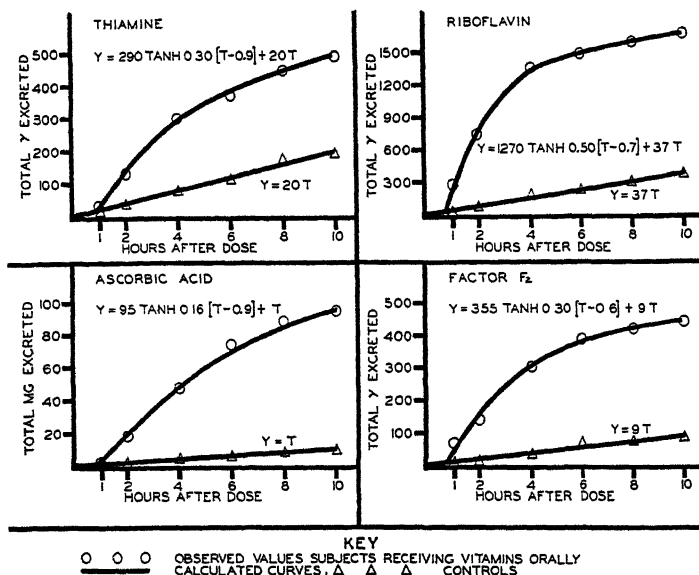 THIAMINE
Y = 290 TANH 0.30 [T-0.9] + 20 T
TOTAL γ EXCRETED
500
400
300
200
100
Y = 20 T
1 2 4 6 8 10
HOURS AFTER DOSE
RIBOFLAVIN
TOTAL γ EXCRETED
1500
1200
900
600
300
Y = 1270 TANH 0.50 [T-0.7] + 37 T
Y = 37 T
1 2 4 6 8 10
HOURS AFTER DOSE
ASCORBIC ACID
Y = 95 TANH 0.16 [T-0.9] + T
TOTAL MG EXCRETED
100
80
60
40
20
Y = T
1 2 4 6 8 10
HOURS AFTER DOSE
FACTOR F2
Y = 355 TANH 0.30 [T-0.6] + 9 T
TOTAL γ EXCRETED
500
400
300
200
100
Y = 9 T
1 2 4 6 8 10
HOURS AFTER DOSE
KEY
OBSERVED VALUES SUBJECTS RECEIVING VITAMINS ORALLY
CALCULATED CURVES, CONTROLS